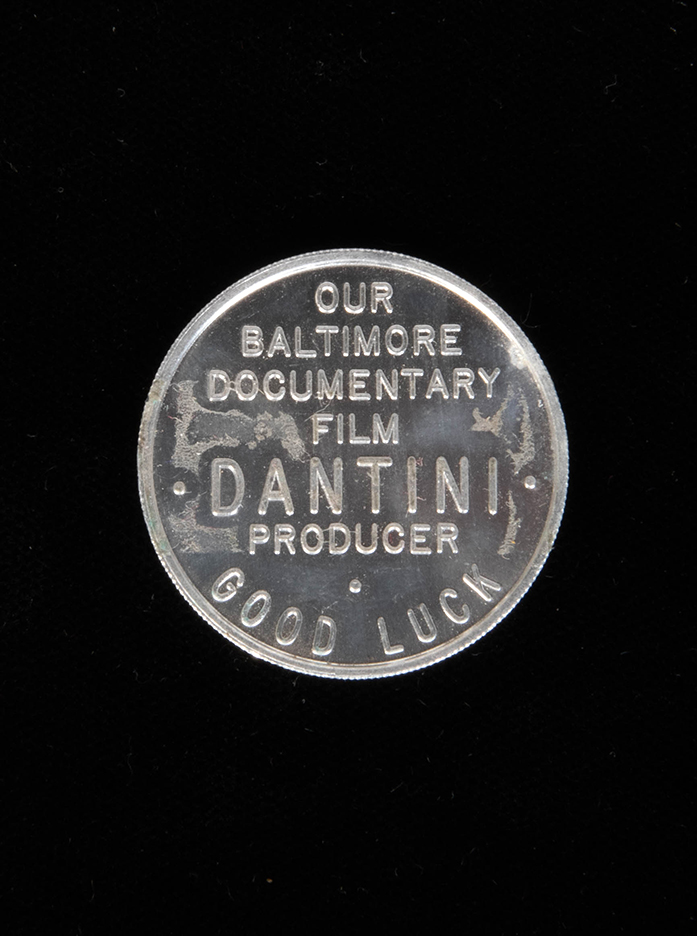 OUR
BALTIMORE
DOCUMENTARY
FILM
DANTINI
PRODUCER
GOOD LUCK